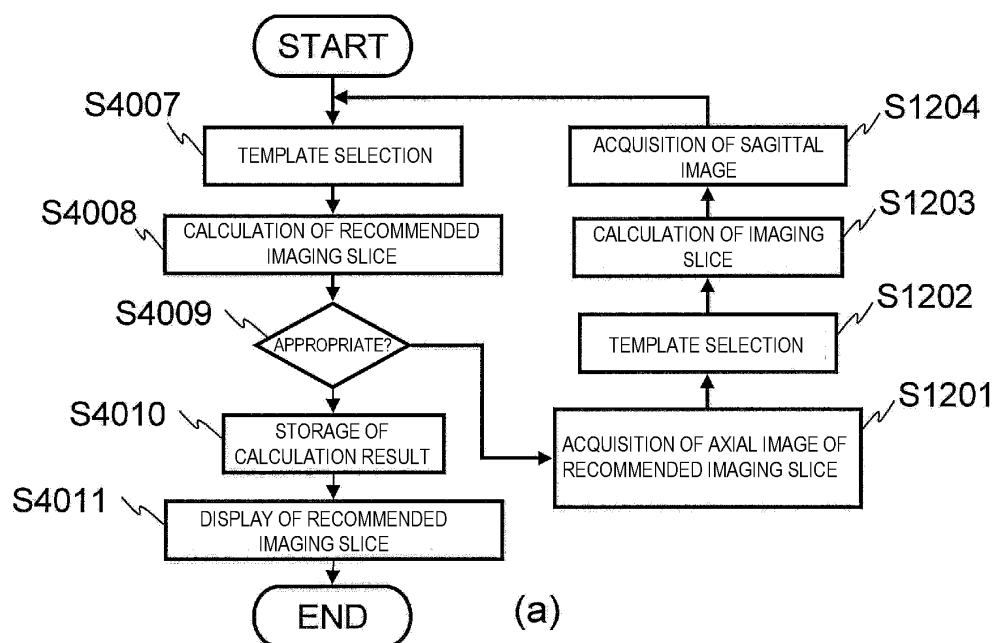 START
S4007
TEMPLATE SELECTION
S4008
CALCULATION OF RECOMMENDED
IMAGING SLICE
S4009
APPROPRIATE?
S4010
STORAGE OF
CALCULATION RESULT
S4011
DISPLAY OF RECOMMENDED
IMAGING SLICE
END
S1204
ACQUISITION OF SAGITTAL
IMAGE
S1203
CALCULATION OF IMAGING
SLICE
S1202
TEMPLATE SELECTION
S1201
ACQUISITION OF AXIAL IMAGE OF
RECOMMENDED IMAGING SLICE
(a)